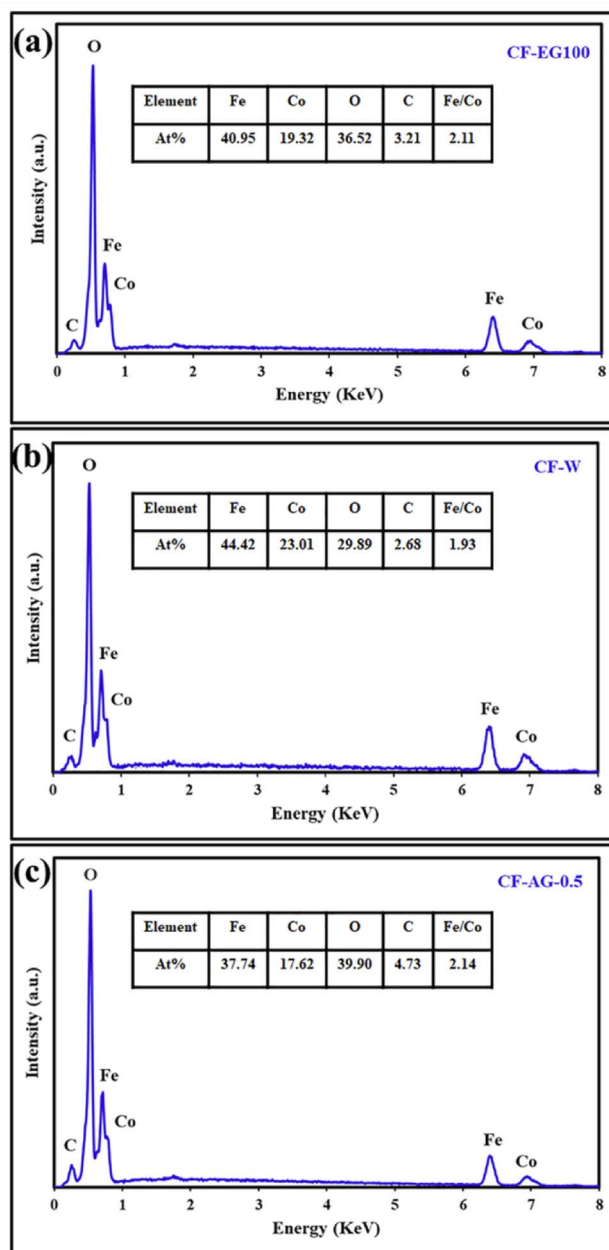 (a)
CF-EG100
O
Element Fe Co O C Fe/Co
At% 40.95 19.32 36.52 3.21 2.11
Fe
Co
C
Fe
Co
Intensity (a.u.)
0 1 2 3 4 5 6 7 8
Energy (KeV)
(b)
CF-W
O
Element Fe Co O C Fe/Co
At% 44.42 23.01 29.89 2.68 1.93
Fe
Co
C
Fe
Co
Intensity (a.u.)
0 1 2 3 4 5 6 7 8
Energy (KeV)
(c)
CF-AG-0.5
O
Element Fe Co O C Fe/Co
At% 37.74 17.62 39.90 4.73 2.14
Fe
Co
C
Fe
Co
Intensity (a.u.)
0 1 2 3 4 5 6 7 8
Energy (KeV)